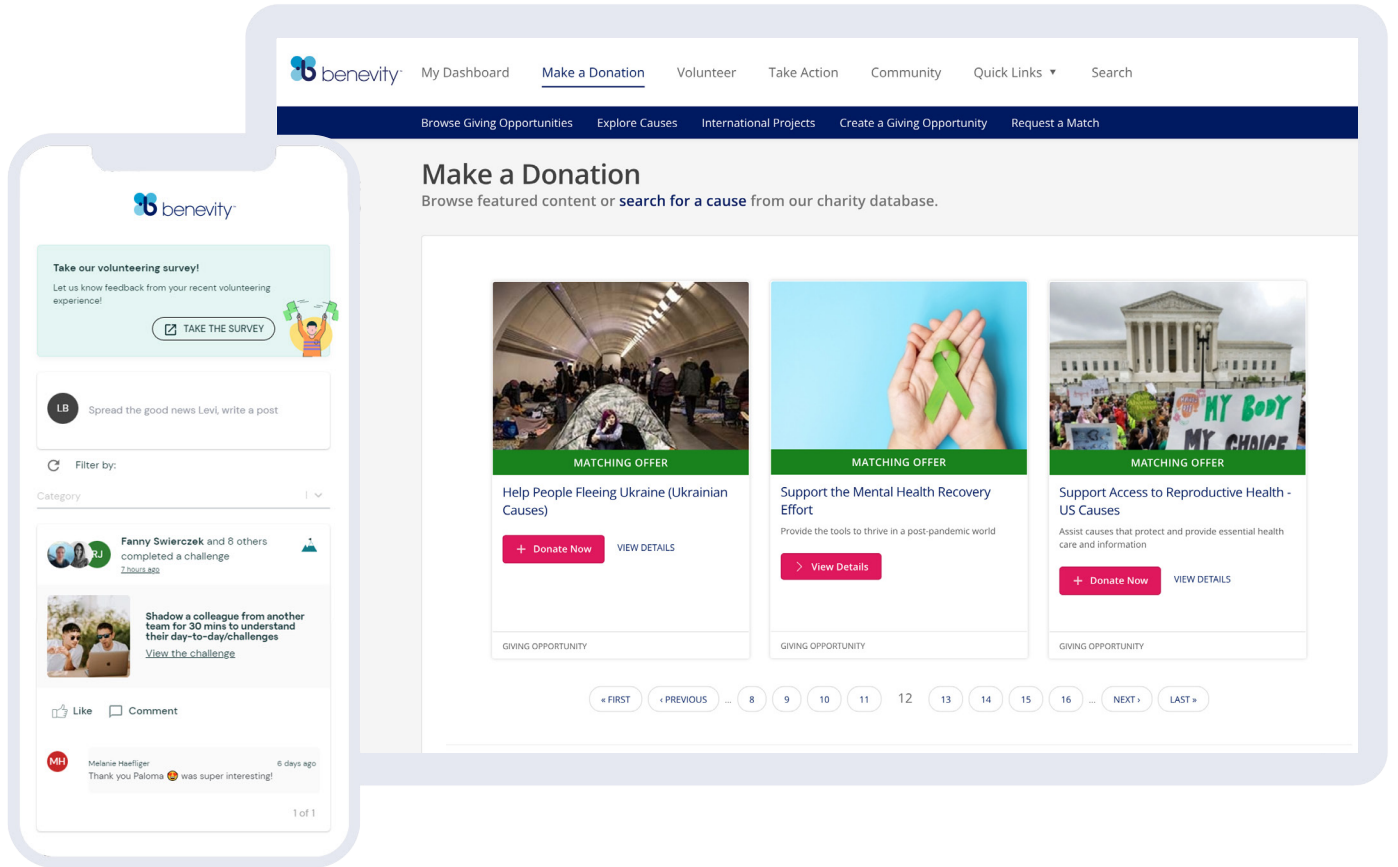 benevity™
My Dashboard
Make a Donation
Volunteer
Take Action
Community
Quick Links ▼
Search
Browse Giving Opportunities
Explore Causes
International Projects
Create a Giving Opportunity
Request a Match
Make a Donation
Browse featured content or search for a cause from our charity database.
MY BODY
MY CHOICE
MATCHING OFFER
Help People Fleeing Ukraine (Ukrainian
Causes)
+ Donate Now
VIEW DETAILS
GIVING OPPORTUNITY
MATCHING OFFER
Support the Mental Health Recovery
Effort
Provide the tools to thrive in a post-pandemic world
> View Details
GIVING OPPORTUNITY
MATCHING OFFER
Support Access to Reproductive Health -
US Causes
Assist causes that protect and provide essential health
care and information
+ Donate Now
VIEW DETAILS
GIVING OPPORTUNITY
« FIRST ‹ PREVIOUS ... 8 9 10 11 12 13 14 15 16 ... NEXT › LAST »
benevity™
Take our volunteering survey!
Let us know feedback from your recent volunteering
experience!
TAKE THE SURVEY
LB
Spread the good news Levi, write a post
Filter by:
Category
RJ
Fanny Swierczek and 8 others
completed a challenge
7 hours ago
Shadow a colleague from another
team for 30 mins to understand
their day-to-day/challenges
View the challenge
Like
Comment
MH
Melanie Haefliger
6 days ago
Thank you Paloma 🤩 was super interesting!
1 of 1